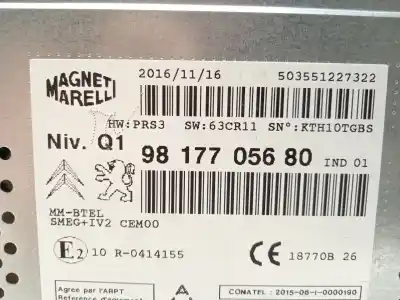 MAGNETI
MARELLI
2016/11/16
503551227322
HW:PRS3 SW:63CR11 SN°:KTH10TGBS
Niv. Q1
98 177 056 80 IND 01
MM-BTEL
SMEG+IV2 CEM00
E2 10 R-0414155
CE 18770B 26
Agree par l'ARPT
CONATEL : 2015-08-I-0000190